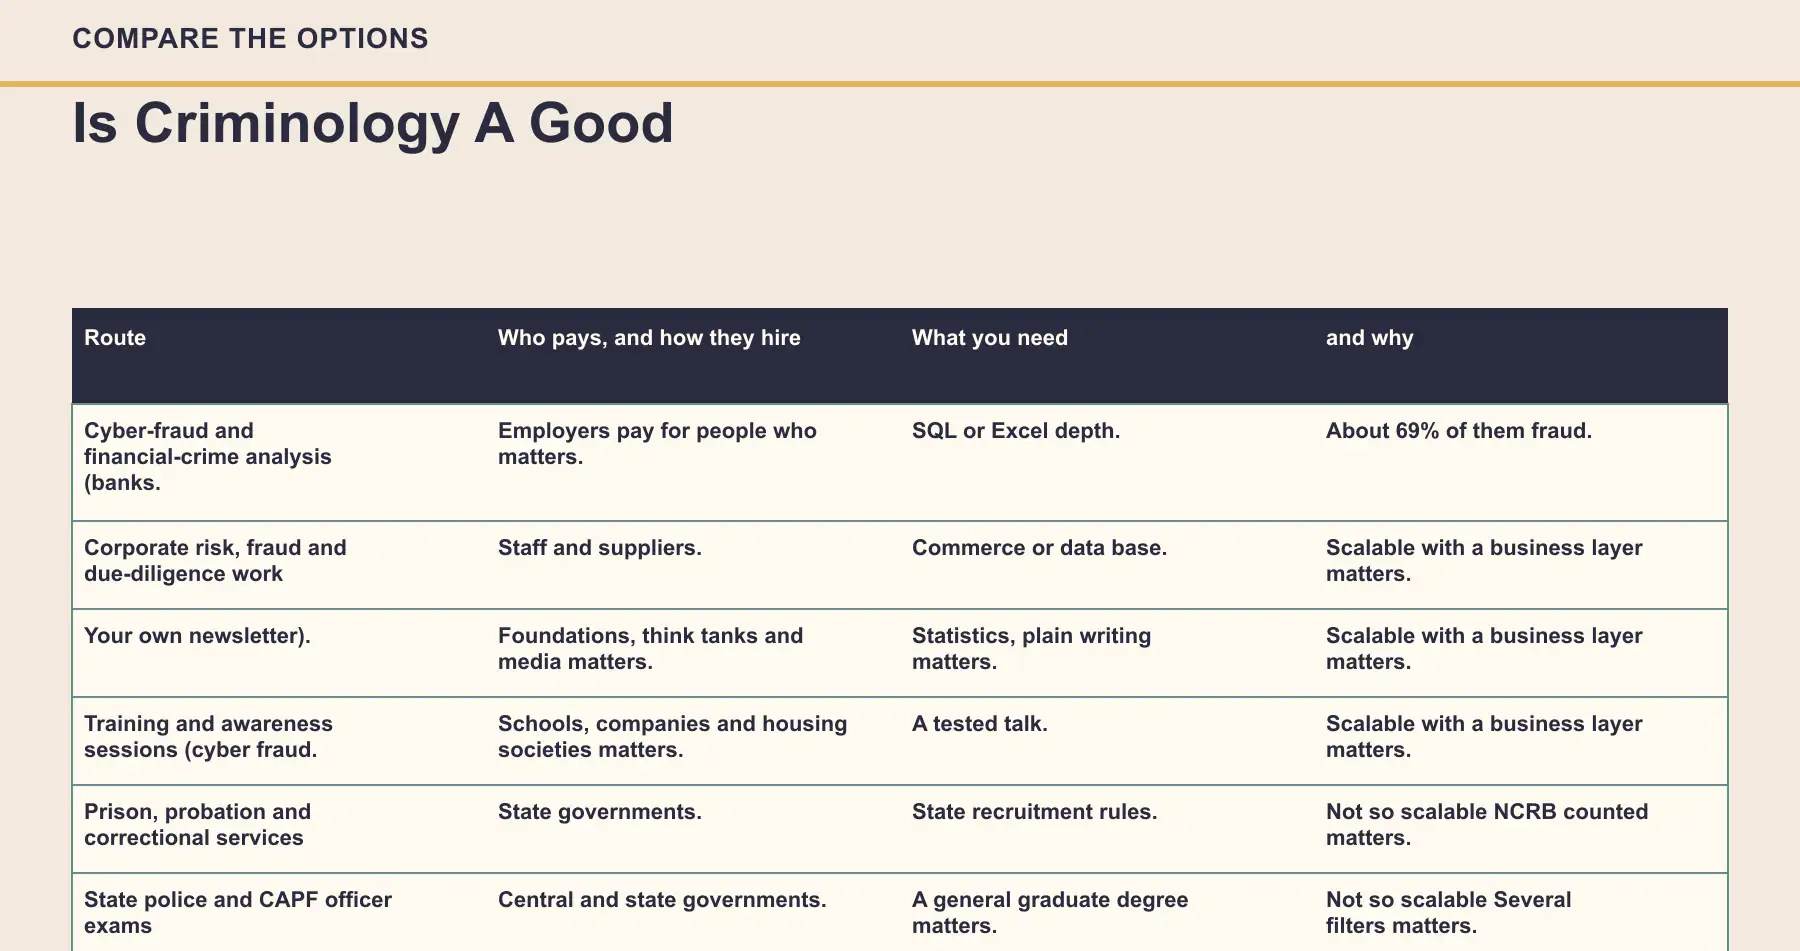 COMPARE THE OPTIONS
Is Criminology A Good
Route
Who pays, and how they hire
What you need
and why
Cyber-fraud and
financial-crime analysis
(banks.
Employers pay for people who
matters.
SQL or Excel depth.
About 69% of them fraud.
Corporate risk, fraud and
due-diligence work
Staff and suppliers.
Commerce or data base.
Scalable with a business layer
matters.
Your own newsletter).
Foundations, think tanks and
media matters.
Statistics, plain writing
matters.
Scalable with a business layer
matters.
Training and awareness
sessions (cyber fraud.
Schools, companies and housing
societies matters.
A tested talk.
Scalable with a business layer
matters.
Prison, probation and
correctional services
State governments.
State recruitment rules.
Not so scalable NCRB counted
matters.
State police and CAPF officer
exams
Central and state governments.
A general graduate degree
matters.
Not so scalable Several
filters matters.